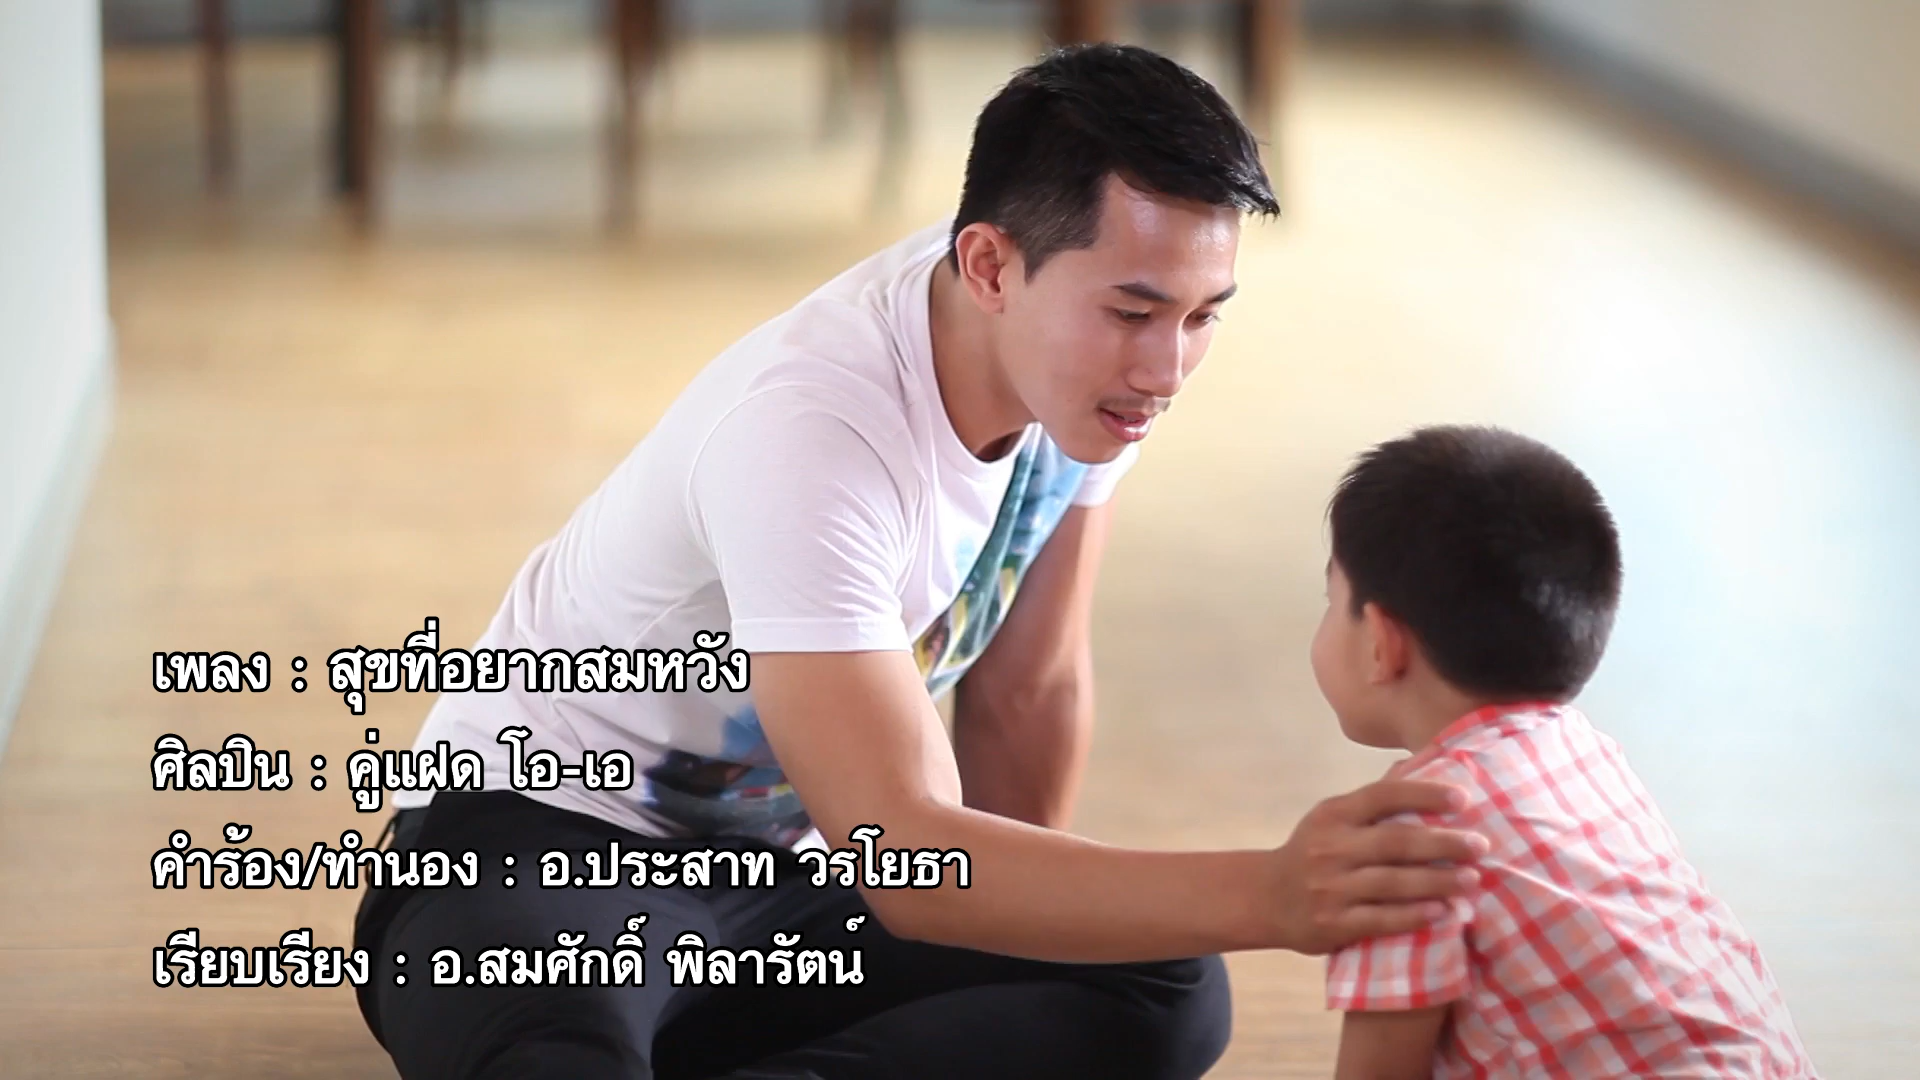 เพลง : สุขที่อยากสมหวัง
ศิลปิน : คู่แฝด โอ-เอ
คำร้อง/ทำนอง : อ.ประสาท วรโยธา
เรียบเรียง : อ.สมศักดิ์ พิลารัตน์